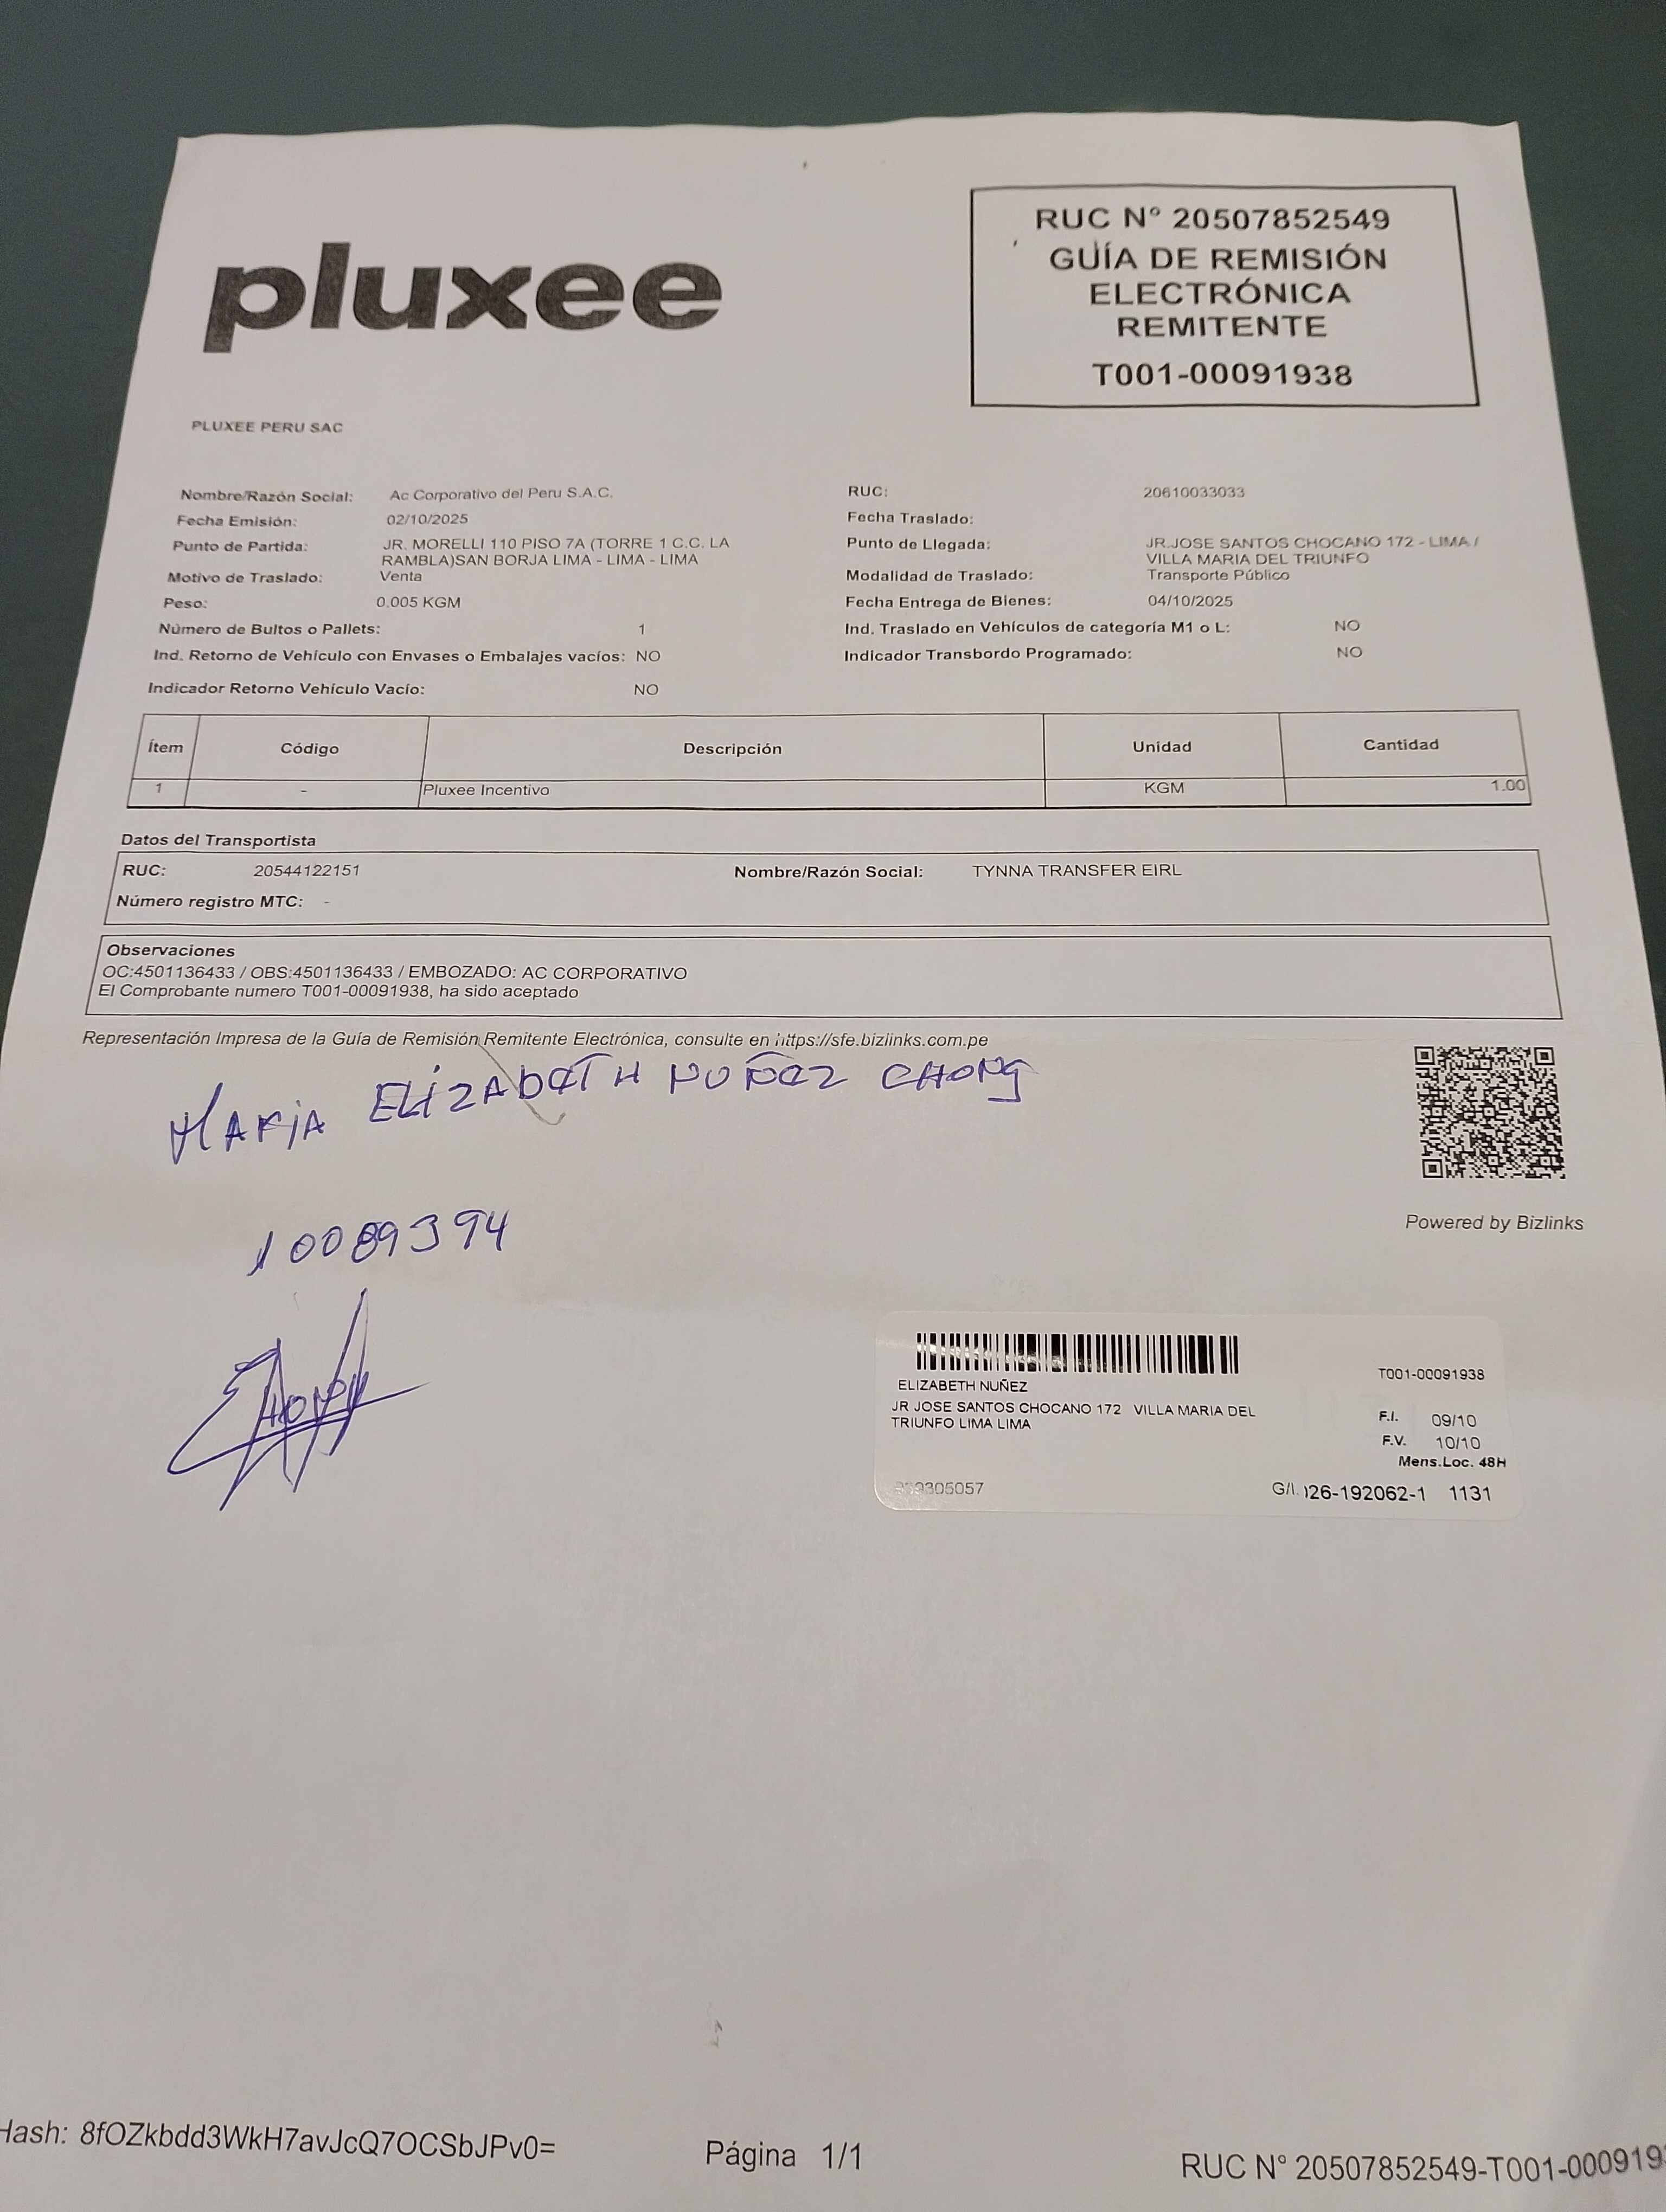 pluxee
RUC N° 20507852549
GUÍA DE REMISIÓN
ELECTRÓNICA
REMITENTE
T001-00091938
PLUXEE PERU SAC
Nombre/Razón Social: Ac Corporativo del Peru S.A.C.
RUC: 20610033033
Fecha Emisión: 02/10/2025
Fecha Traslado:
Punto de Partida: JR. MORELLI 110 PISO 7A (TORRE 1 C.C. LA
RAMBLA)SAN BORJA LIMA - LIMA - LIMA
Punto de Llegada: JR.JOSE SANTOS CHOCANO 172 - LIMA /
VILLA MARIA DEL TRIUNFO
Motivo de Traslado: Venta
Modalidad de Traslado: Transporte Público
Peso: 0.005 KGM
Fecha Entrega de Bienes: 04/10/2025
Número de Bultos o Pallets: 1
Ind. Traslado en Vehículos de categoría M1 o L: NO
Ind. Retorno de Vehículo con Envases o Embalajes vacíos: NO
Indicador Transbordo Programado: NO
Indicador Retorno Vehículo Vacío: NO
Ítem Código Descripción Unidad Cantidad
1 - Pluxee Incentivo KGM 1.00
Datos del Transportista
RUC: 20544122151 Nombre/Razón Social: TYNNA TRANSFER EIRL
Número registro MTC: -
Observaciones
OC:4501136433 / OBS:4501136433 / EMBOZADO: AC CORPORATIVO
El Comprobante numero T001-00091938, ha sido aceptado
Representación Impresa de la Guía de Remisión Remitente Electrónica, consulte en https://sfe.bizlinks.com.pe
MARIA ELIZABETH NUÑEZ CHONG
10089394
Powered by Bizlinks
T001-00091938
ELIZABETH NUÑEZ
JR JOSE SANTOS CHOCANO 172 VILLA MARIA DEL
TRIUNFO LIMA LIMA
F.I. 09/10
F.V. 10/10
Mens.Loc. 48H
G/I. 026-192062-1 1131
Hash: 8fOZkbdd3WkH7avJcQ7OCSbJPv0=
Página 1/1
RUC N° 20507852549-T001-0009193